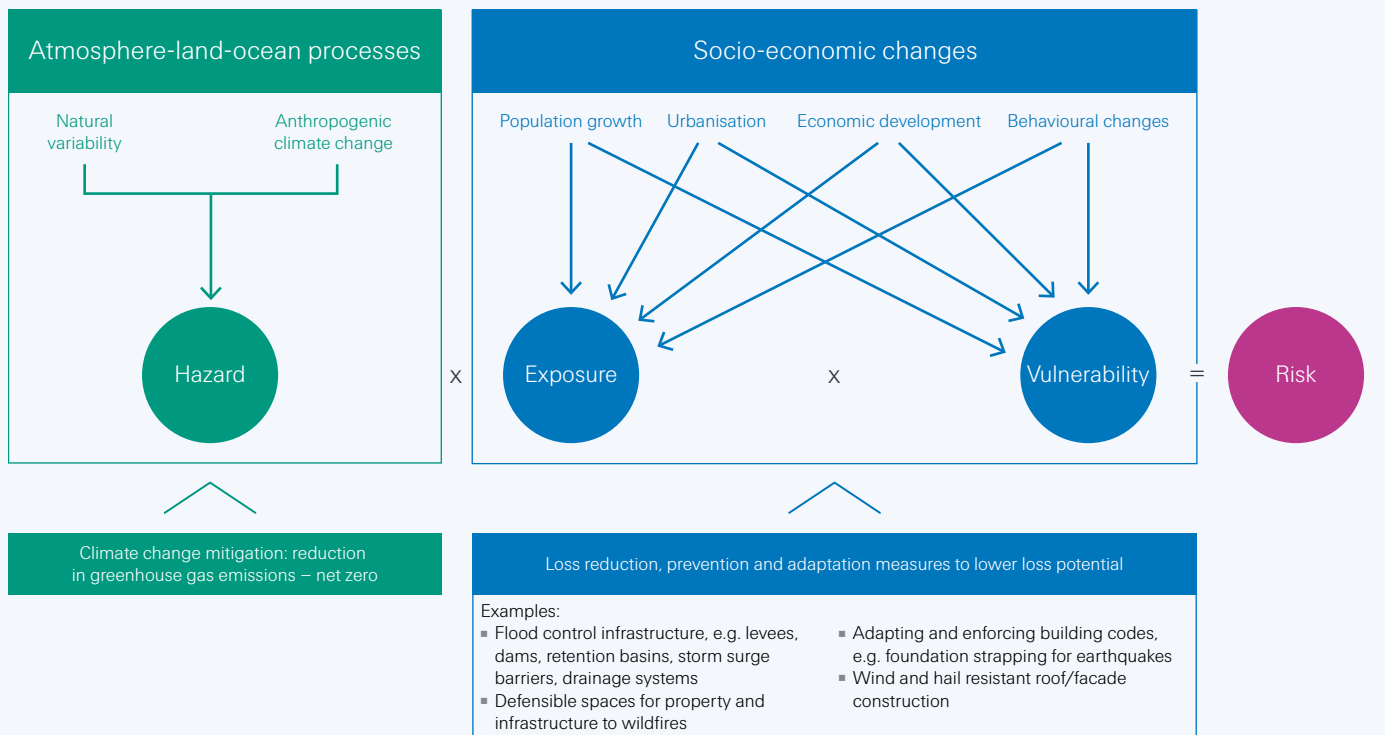 Atmosphere-land-ocean processes
Natural
variability
Anthropogenic
climate change
Hazard
x
Socio-economic changes
Population growth
Urbanisation
Economic development
Behavioural changes
Exposure
x
Vulnerability
=
Risk
Climate change mitigation: reduction
in greenhouse gas emissions – net zero
Loss reduction, prevention and adaptation measures to lower loss potential
Examples:
▪ Flood control infrastructure, e.g. levees,
dams, retention basins, storm surge
barriers, drainage systems
▪ Defensible spaces for property and
infrastructure to wildfires
▪ Adapting and enforcing building codes,
e.g. foundation strapping for earthquakes
▪ Wind and hail resistant roof/facade
construction